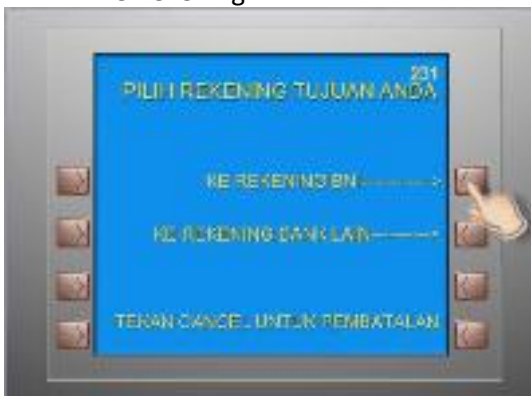 231
PILIH REKENING TUJUAN ANDA
KE REKENING BNI----------->
KE REKENING BANK LAIN-------->
TEKAN CANCEL UNTUK PEMBATALAN